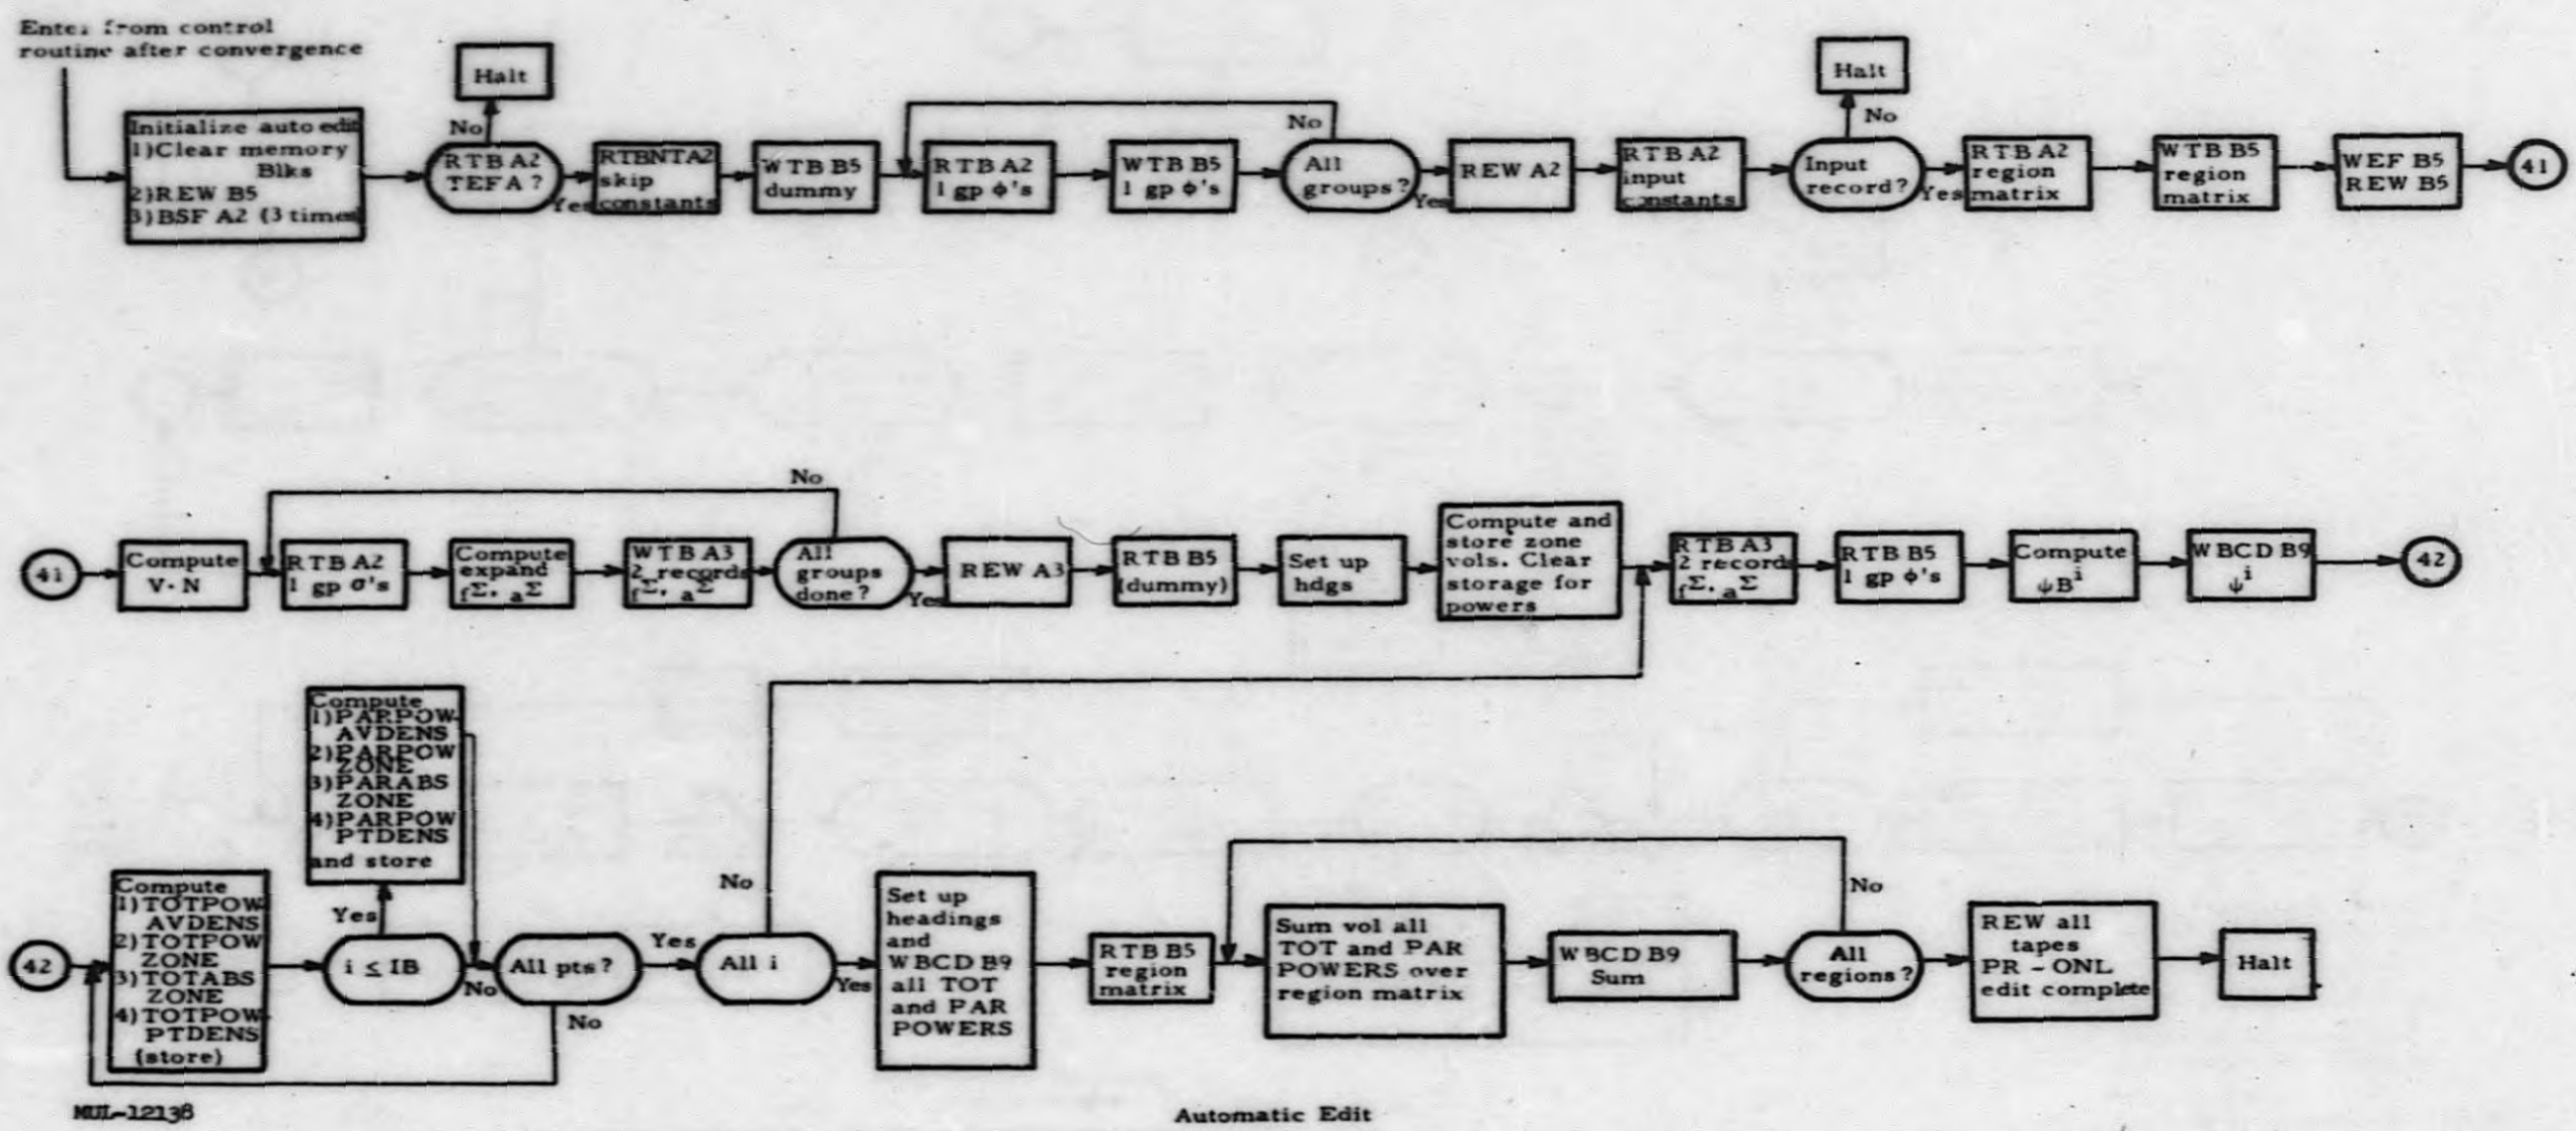 Enter from control
routine after convergence
Halt
Halt
No
No
No
Initialize auto edit
1)Clear memory
Blks
2)REW B5
3)BSF A2 (3 times
RTB A2
TEFA ?
Yes
RTBNTA2
skip
constants
WTB B5
dummy
RTB A2
1 gp ϕ's
WTB B5
1 gp ϕ's
All
groups?
Yes
REW A2
RTB A2
input
constants
Input
record?
Yes
RTB A2
region
matrix
WTB B5
region
matrix
WEF B5
REW B5
41
No
41
Compute
V·N
RTB A2
1 gp σ's
Compute
expand
fΣ, aΣ
WTB A3
2 records
fΣ, aΣ
All
groups
done?
Yes
REW A3
RTB B5
(dummy)
Set up
hdgs
Compute and
store zone
vols. Clear
storage for
powers
RTB A3
2 records
fΣ, aΣ
RTB B5
1 gp ϕ's
Compute
ψB^i
WBCD B9
ψ^i
42
Compute
1)PARPOW-
AVDENS
2)PARPOW
ZONE
3)PARABS
ZONE
4)PARPOW
PTDENS
and store
42
Compute
1)TOTPOW-
AVDENS
2)TOTPOW
ZONE
3)TOTABS
ZONE
4)TOTPOW-
PTDENS
(store)
Yes
i ≤ IB
No
All pts?
No
Yes
No
All i
Yes
Set up
headings
and
WBCD B9
all TOT
and PAR
POWERS
RTB B5
region
matrix
Sum vol all
TOT and PAR
POWERS over
region matrix
WBCD B9
Sum
No
All
regions?
REW all
tapes
PR - ONL
edit complete
Halt
MUL-12138
Automatic Edit